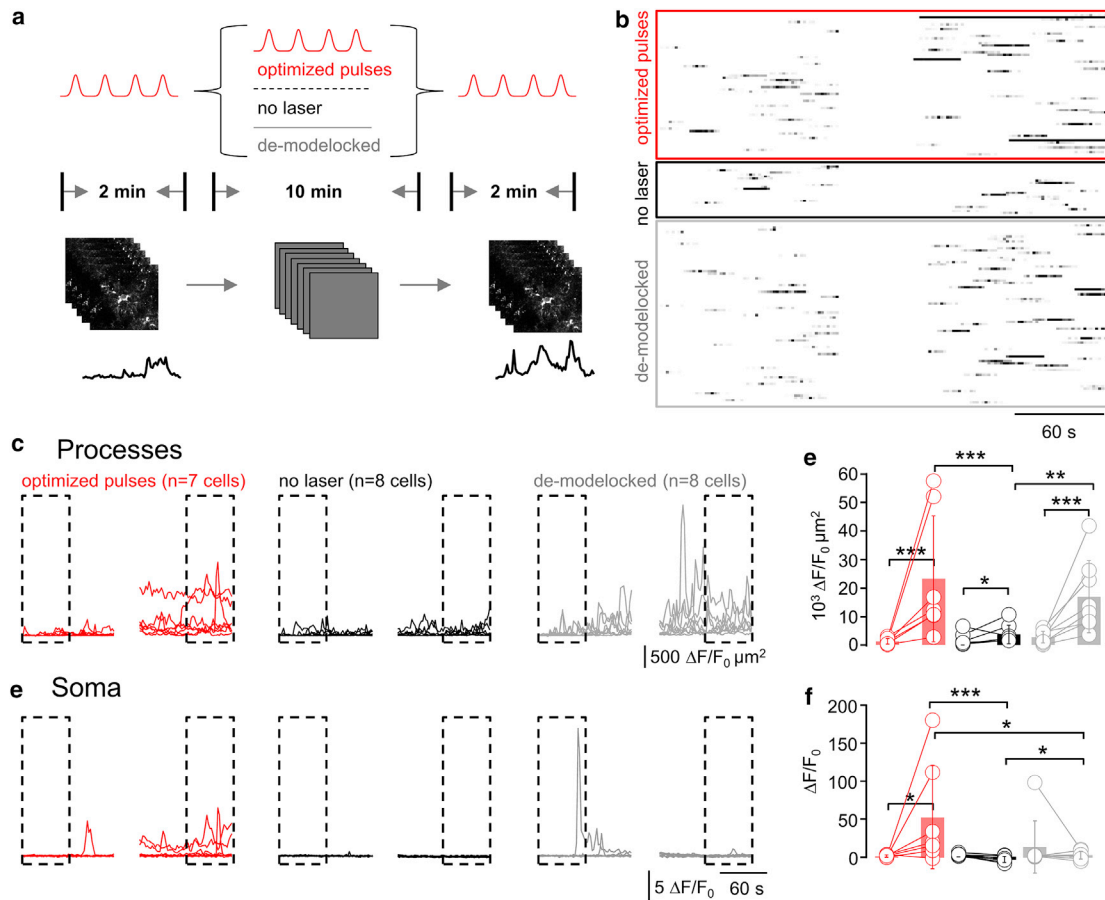 a
optimized pulses
no laser
de-modelocked
2 min
10 min
2 min
b
optimized pulses
no laser
de-modelocked
60 s
c Processes
optimized pulses (n=7 cells)
no laser (n=8 cells)
de-modelocked (n=8 cells)
500 ΔF/F₀ μm²
e
10³ ΔF/F₀ μm²
60
50
40
30
20
10
0
***
*
***
**
***
e Soma
5 ΔF/F₀
60 s
f
ΔF/F₀
200
150
100
50
0
*
***
*
*